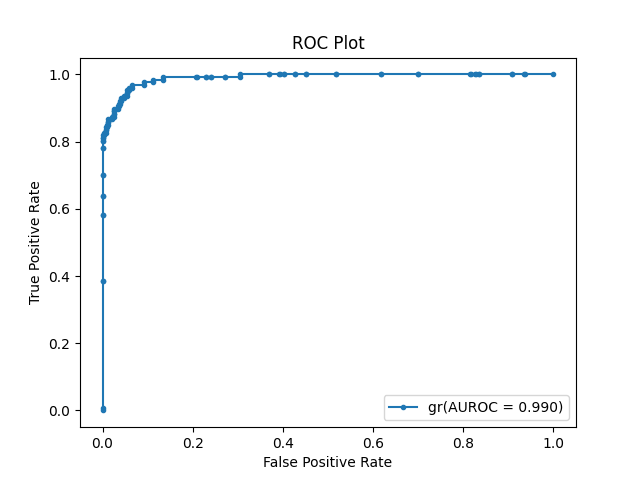 ROC Plot
True Positive Rate
1.0
0.8
0.6
0.4
0.2
0.0
gr(AUROC = 0.990)
0.0 0.2 0.4 0.6 0.8 1.0
False Positive Rate